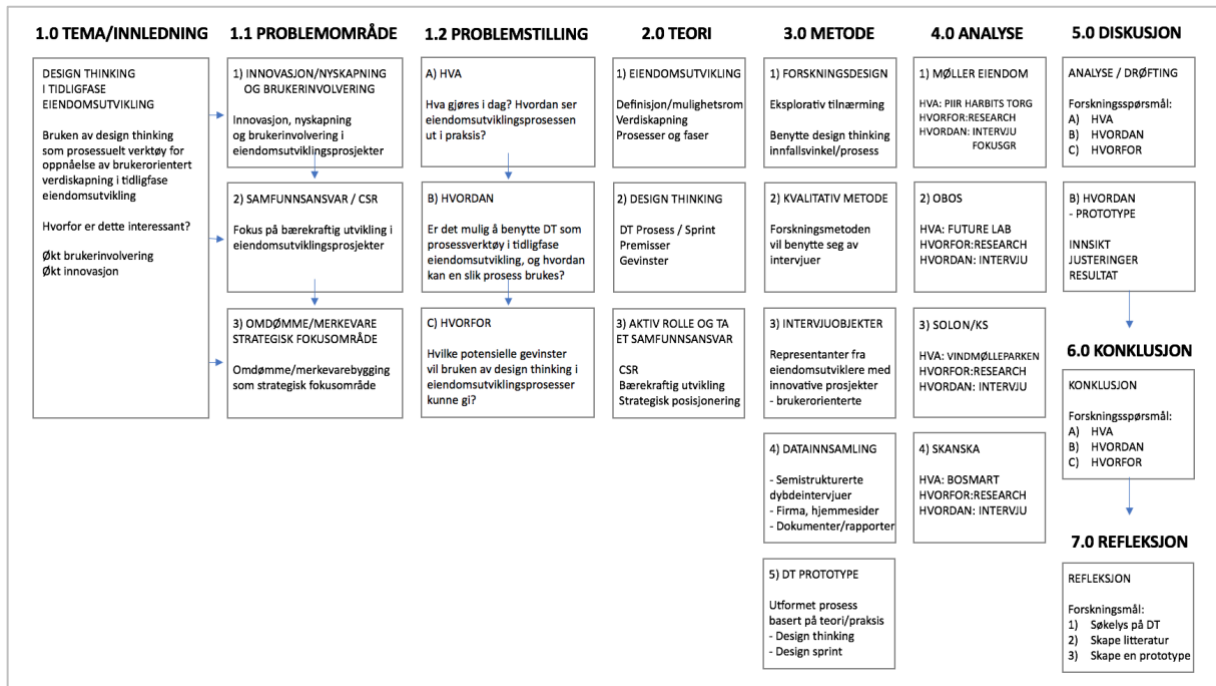 1.0 TEMA/INNLEDNING
DESIGN THINKING
I TIDLIGFASE
EIENDOMSUTVIKLING
Bruken av design thinking
som prosessuelt verktøy for
oppnåelse av brukerorientert
verdiskapning i tidligfase
eiendomsutvikling
Hvorfor er dette interessant?
Økt brukerinvolvering
Økt innovasjon
1.1 PROBLEMOMRÅDE
1) INNOVASJON/NYSKAPNING
OG BRUKERINVOLVERING
Innovasjon, nyskapning
og brukerinvolvering i
eiendomsutviklingsprosjekter
2) SAMFUNNSANSVAR / CSR
Fokus på bærekraftig utvikling i
eiendomsutviklingsprosjekter
3) OMDØMME/MERKEVARE
STRATEGISK FOKUSOMRÅDE
Omdømme/merkevarebygging
som strategisk fokusområde
1.2 PROBLEMSTILLING
A) HVA
Hva gjøres i dag? Hvordan ser
eiendomsutviklingsprosessen
ut i praksis?
B) HVORDAN
Er det mulig å benytte DT som
prosessverktøy i tidligfase
eiendomsutvikling, og hvordan
kan en slik prosess brukes?
C) HVORFOR
Hvilke potensielle gevinster
vil bruken av design thinking i
eiendomsutviklingsprosesser
kunne gi?
2.0 TEORI
1) EIENDOMSUTVIKLING
Definisjon/mulighetsrom
Verdiskapning
Prosesser og faser
2) DESIGN THINKING
DT Prosess / Sprint
Premisser
Gevinster
3) AKTIV ROLLE OG TA
ET SAMFUNNSANSVAR
CSR
Bærekraftig utvikling
Strategisk posisjonering
3.0 METODE
1) FORSKNINGSDESIGN
Eksplorativ tilnærming
Benytte design thinking
innfallsvinkel/prosess
2) KVALITATIV METODE
Forskningsmetoden
vil benytte seg av
intervjuer
3) INTERVJUOBJEKTER
Representanter fra
eiendomsutviklere med
innovative prosjekter
- brukerorienterte
4) DATAINNSAMLING
- Semistrukturerte
dybdeintervjuer
- Firma, hjemmesider
- Dokumenter/rapporter
5) DT PROTOTYPE
Utformet prosess
basert på teori/praksis
- Design thinking
- Design sprint
4.0 ANALYSE
1) MØLLER EIENDOM
HVA: PIIR HARBITS TORG
HVORFOR:RESEARCH
HVORDAN: INTERVJU
FOKUSGR
2) OBOS
HVA: FUTURE LAB
HVORFOR:RESEARCH
HVORDAN: INTERVJU
3) SOLON/KS
HVA: VINDMØLLEPARKEN
HVORFOR:RESEARCH
HVORDAN: INTERVJU
4) SKANSKA
HVA: BOSMART
HVORFOR:RESEARCH
HVORDAN: INTERVJU
5.0 DISKUSJON
ANALYSE / DRØFTING
Forskningsspørsmål:
A) HVA
B) HVORDAN
C) HVORFOR
B) HVORDAN
- PROTOTYPE
INNSIKT
JUSTERINGER
RESULTAT
6.0 KONKLUSJON
KONKLUSJON
Forskningsspørsmål:
A) HVA
B) HVORDAN
C) HVORFOR
7.0 REFLEKSJON
REFLEKSJON
Forskningsmål:
1) Søkelys på DT
2) Skape litteratur
3) Skape en prototype